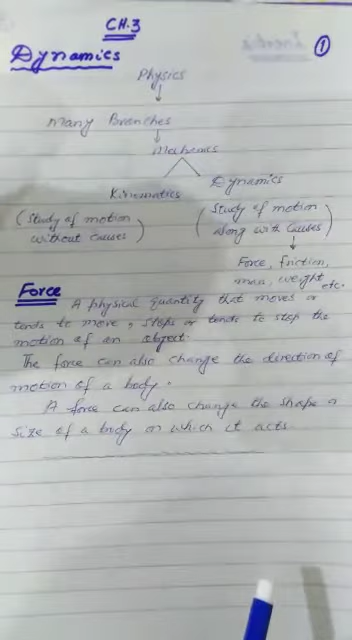 CH.3
Dynamics
1
Physics
Many Branches
Mechanics
Kinematics
Dynamics
(Study of motion
without causes)
(Study of motion
along with causes)
Force, friction,
man, weight etc.
Force
A physical quantity that moves or
tends to move, stops or tends to stop the
motion of an object.
The force can also change the direction of
motion of a body.
A force can also change the shape or
size of a body on which it acts